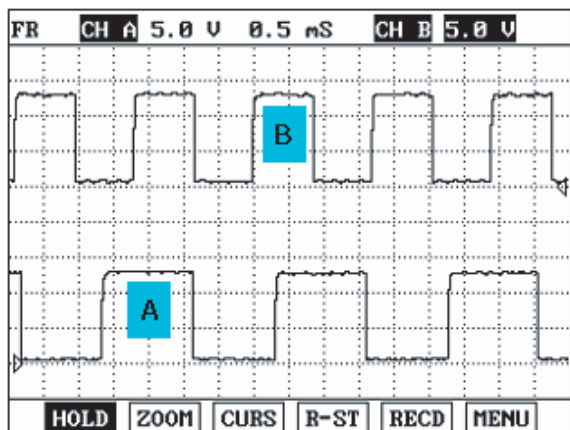 FR CH A 5.0 V 0.5 mS CH B 5.0 V
B
A
HOLD ZOOM CURS R-ST RECD MENU